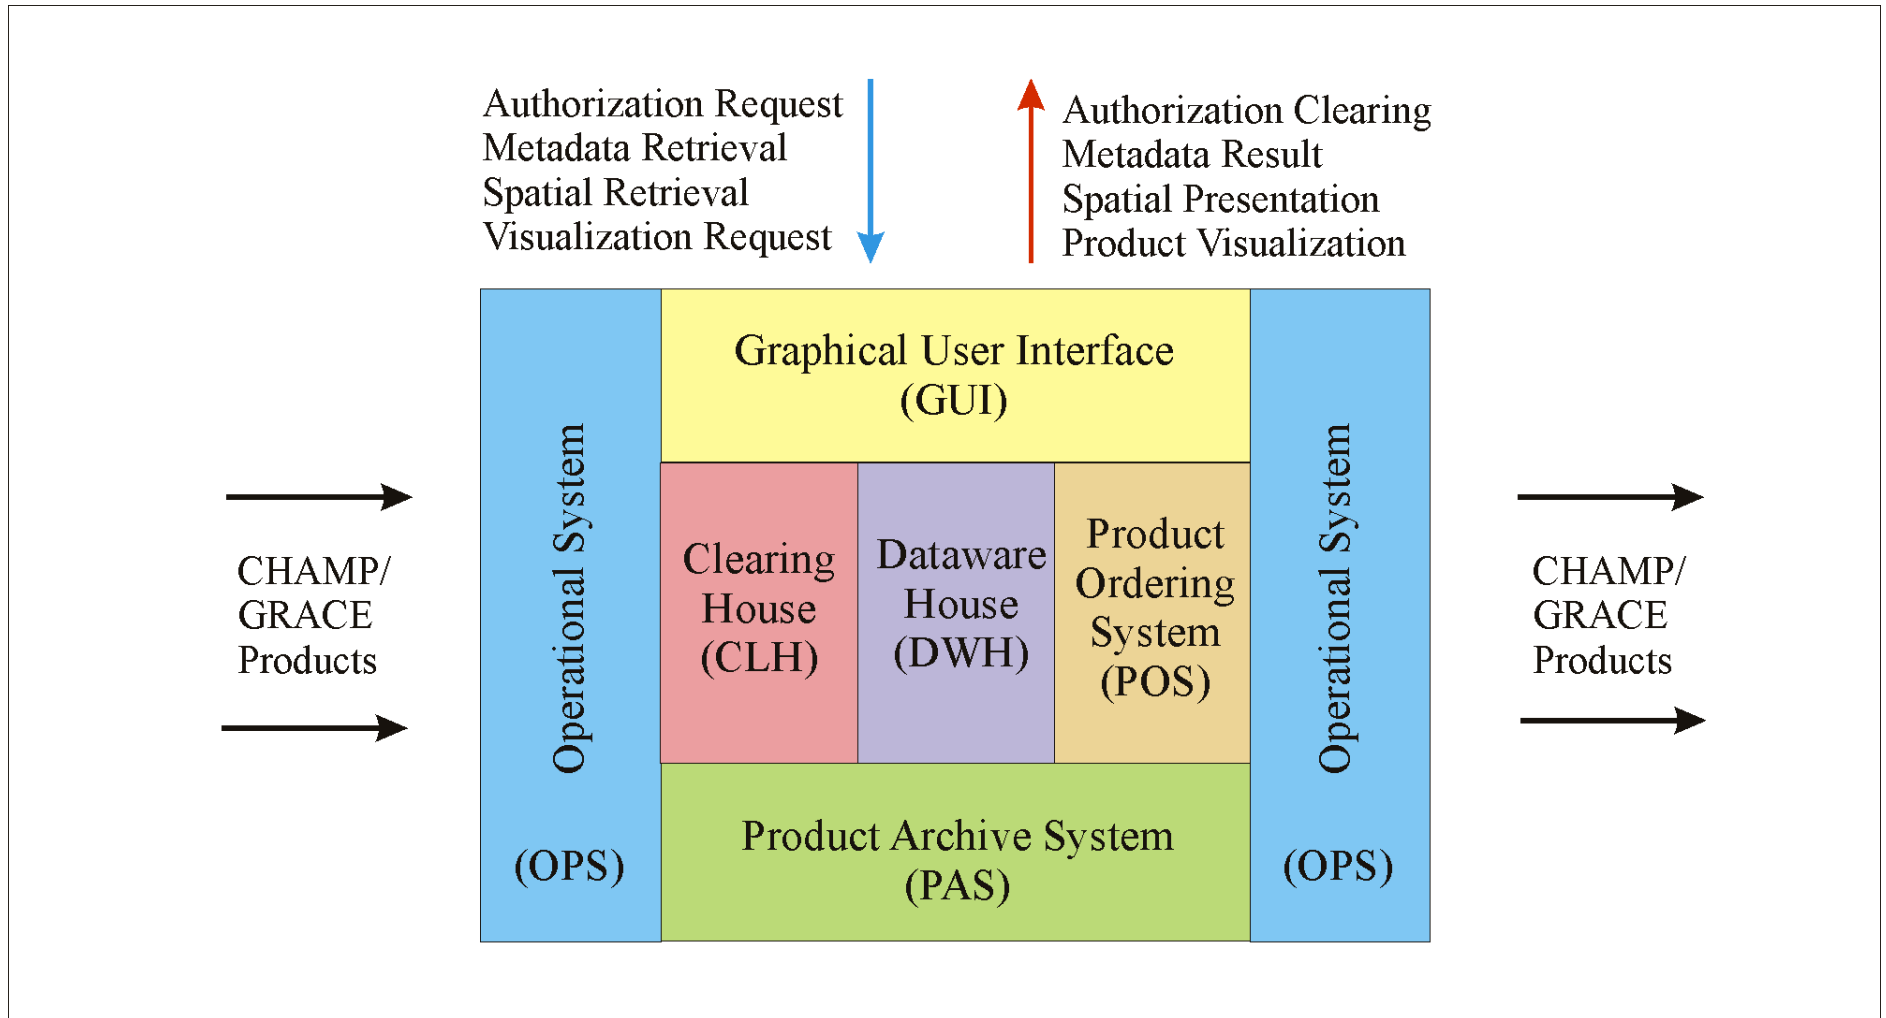 Authorization Request
Metadata Retrieval
Spatial Retrieval
Visualization Request
Authorization Clearing
Metadata Result
Spatial Presentation
Product Visualization
Graphical User Interface
(GUI)
CHAMP/
GRACE
Products
Operational System
(OPS)
Clearing
House
(CLH)
Dataware
House
(DWH)
Product
Ordering
System
(POS)
Product Archive System
(PAS)
Operational System
(OPS)
CHAMP/
GRACE
Products